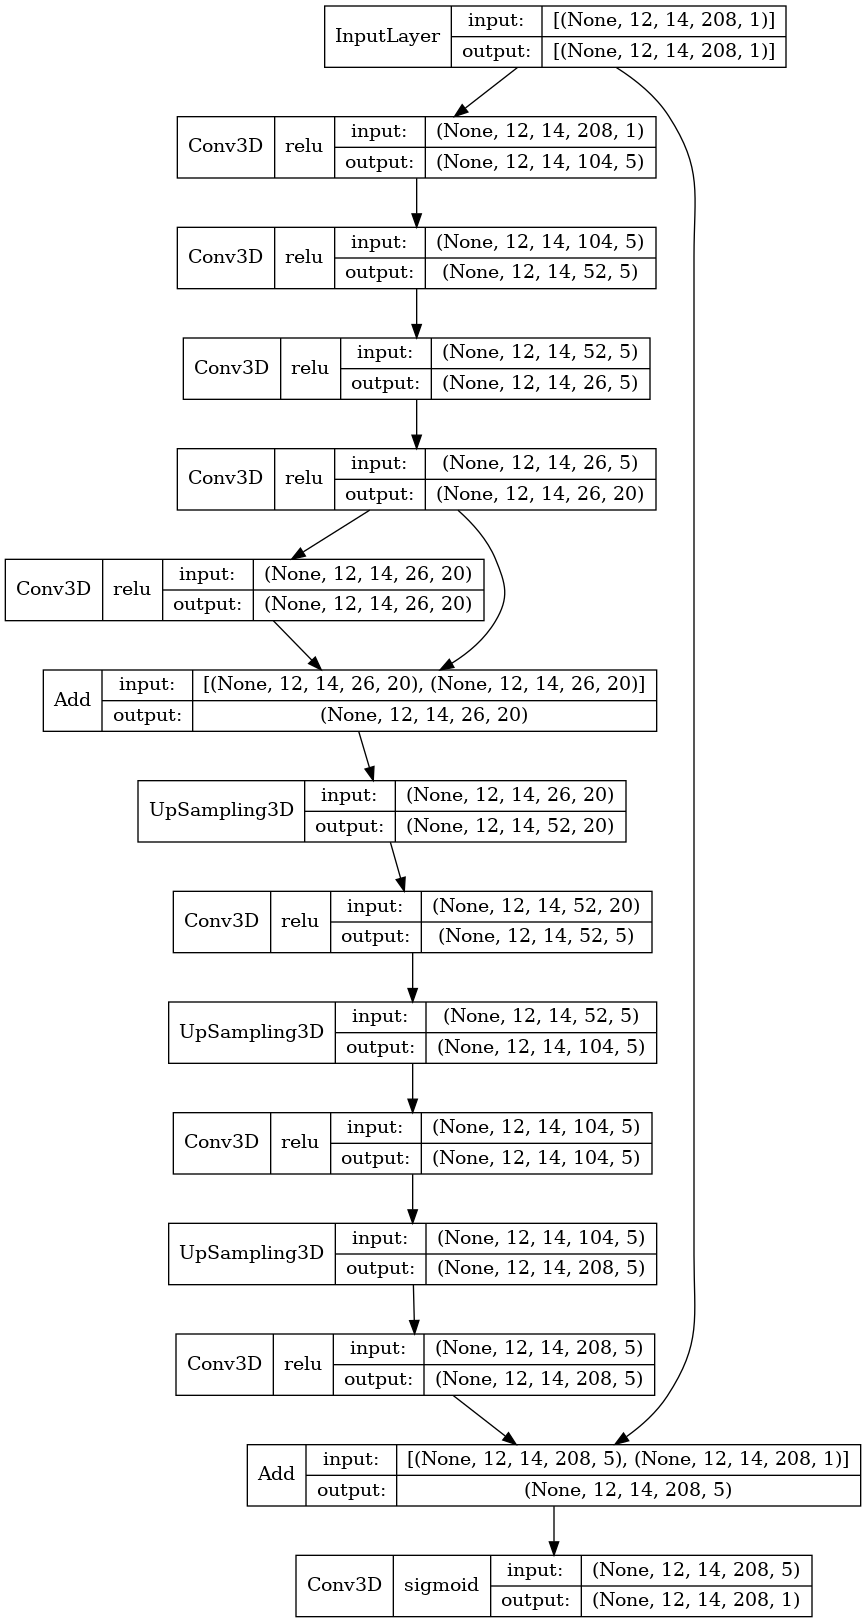 InputLayer input: [(None, 12, 14, 208, 1)]
output: [(None, 12, 14, 208, 1)]
Conv3D relu input: (None, 12, 14, 208, 1)
output: (None, 12, 14, 104, 5)
Conv3D relu input: (None, 12, 14, 104, 5)
output: (None, 12, 14, 52, 5)
Conv3D relu input: (None, 12, 14, 52, 5)
output: (None, 12, 14, 26, 5)
Conv3D relu input: (None, 12, 14, 26, 5)
output: (None, 12, 14, 26, 20)
Conv3D relu input: (None, 12, 14, 26, 20)
output: (None, 12, 14, 26, 20)
Add input: [(None, 12, 14, 26, 20), (None, 12, 14, 26, 20)]
output: (None, 12, 14, 26, 20)
UpSampling3D input: (None, 12, 14, 26, 20)
output: (None, 12, 14, 52, 20)
Conv3D relu input: (None, 12, 14, 52, 20)
output: (None, 12, 14, 52, 5)
UpSampling3D input: (None, 12, 14, 52, 5)
output: (None, 12, 14, 104, 5)
Conv3D relu input: (None, 12, 14, 104, 5)
output: (None, 12, 14, 104, 5)
UpSampling3D input: (None, 12, 14, 104, 5)
output: (None, 12, 14, 208, 5)
Conv3D relu input: (None, 12, 14, 208, 5)
output: (None, 12, 14, 208, 5)
Add input: [(None, 12, 14, 208, 5), (None, 12, 14, 208, 1)]
output: (None, 12, 14, 208, 5)
Conv3D sigmoid input: (None, 12, 14, 208, 5)
output: (None, 12, 14, 208, 1)